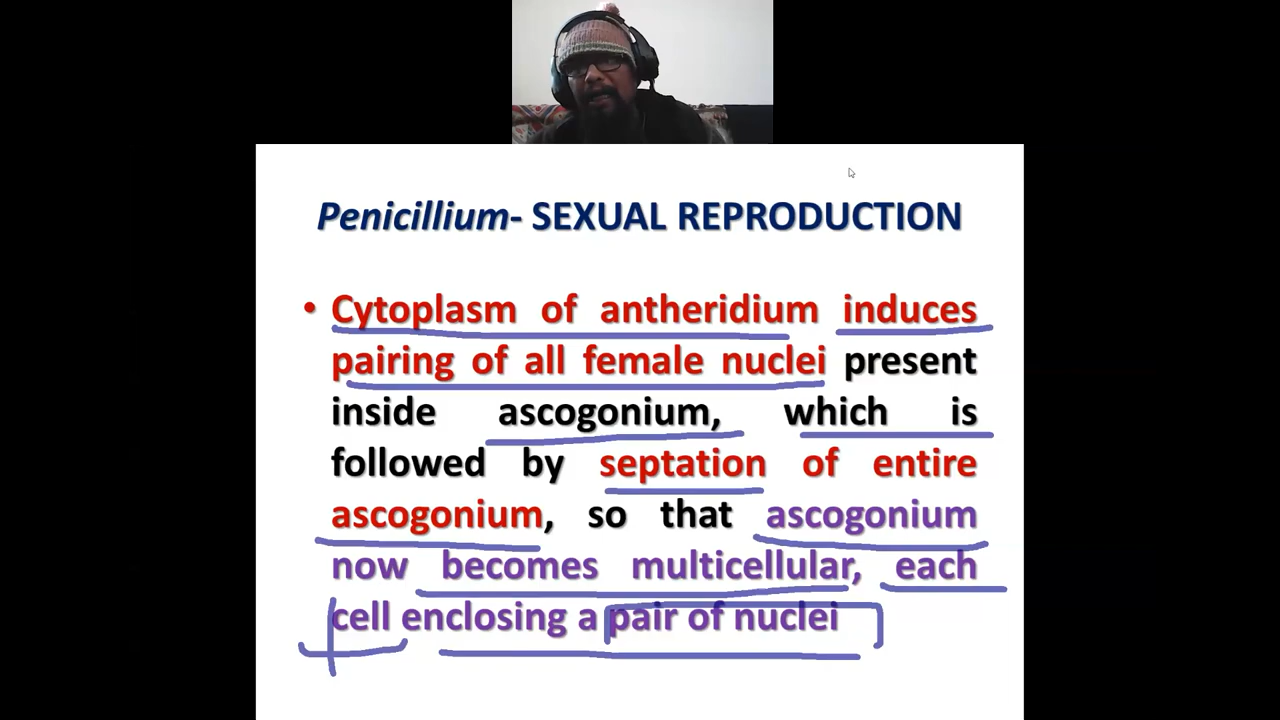 Penicillium- SEXUAL REPRODUCTION
• Cytoplasm of antheridium induces
pairing of all female nuclei present
inside ascogonium, which is
followed by septation of entire
ascogonium, so that ascogonium
now becomes multicellular, each
cell enclosing a pair of nuclei